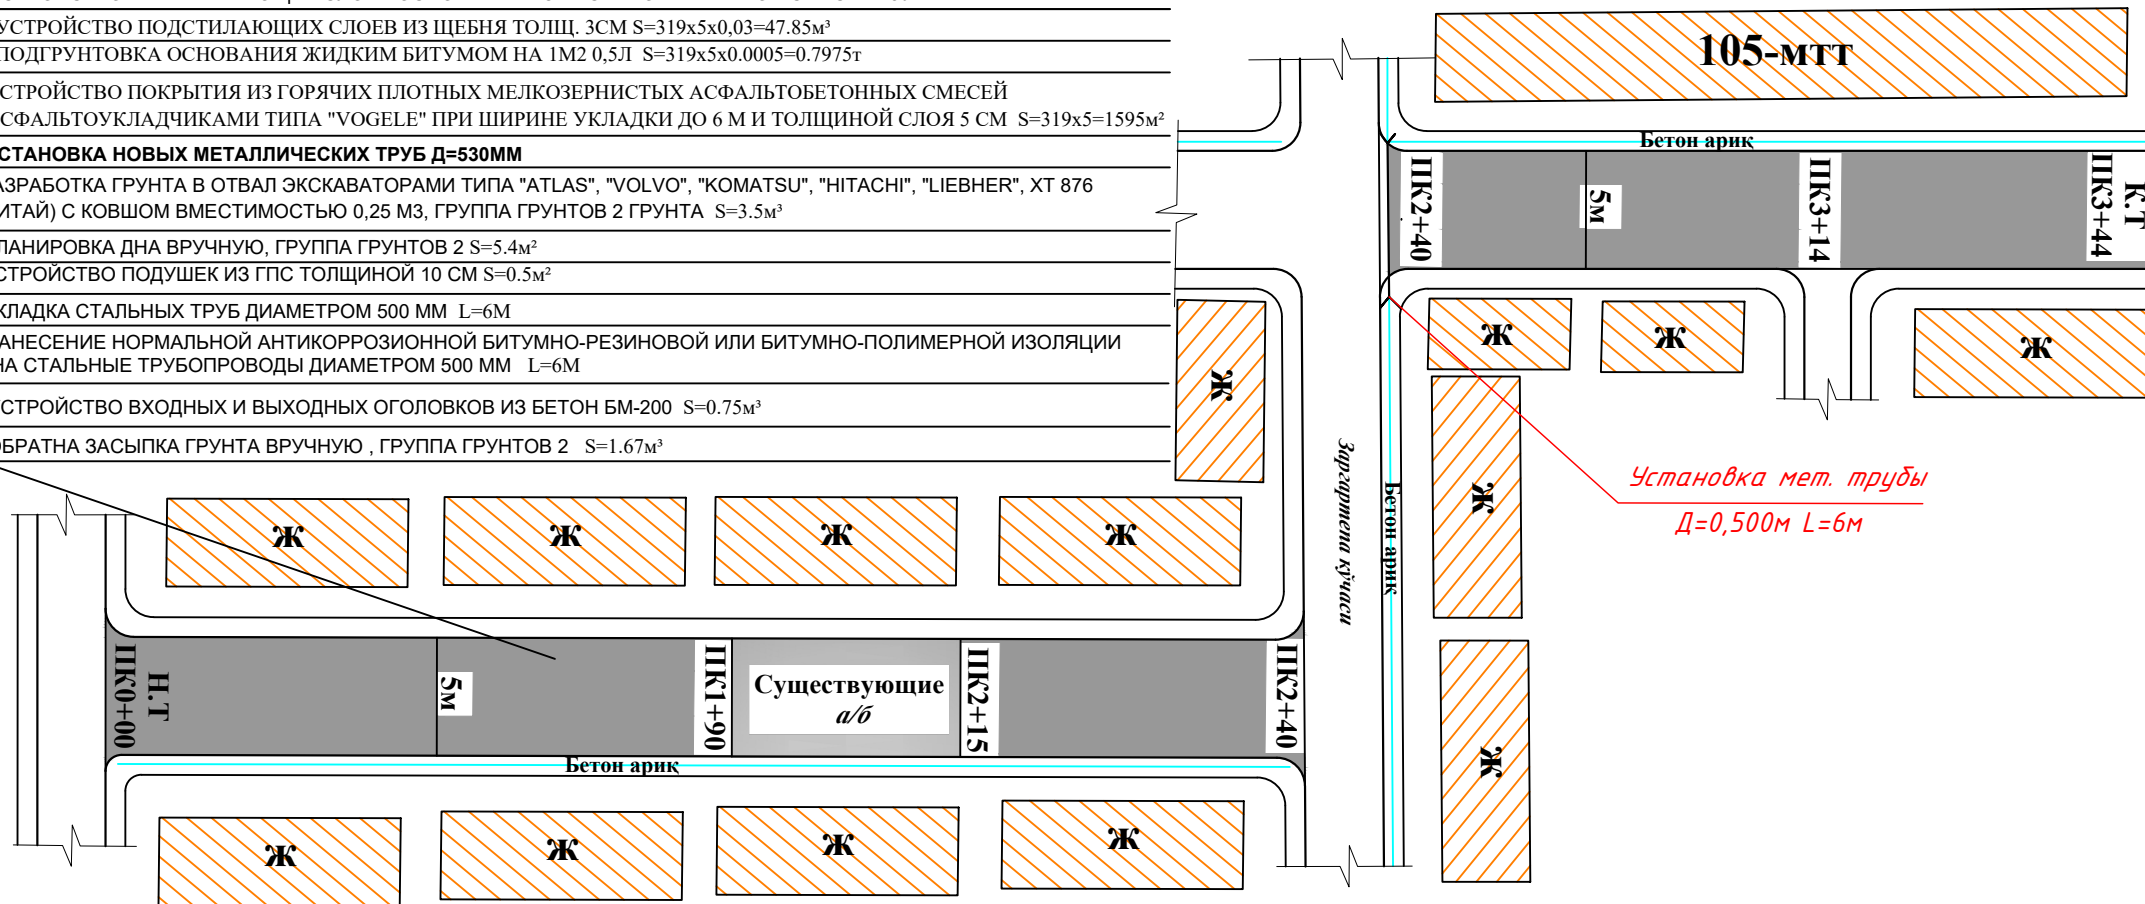 УСТРОЙСТВО ПОДСТИЛАЮЩИХ СЛОЕВ ИЗ ЩЕБНЯ ТОЛЩ. 3СМ S=319х5х0,03=47.85м³
ПОДГРУНТОВКА ОСНОВАНИЯ ЖИДКИМ БИТУМОМ НА 1М2 0,5Л S=319х5х0.0005=0.7975т
СТРОЙСТВО ПОКРЫТИЯ ИЗ ГОРЯЧИХ ПЛОТНЫХ МЕЛКОЗЕРНИСТЫХ АСФАЛЬТОБЕТОННЫХ СМЕСЕЙ
СФАЛЬТОУКЛАДЧИКАМИ ТИПА "VOGELE" ПРИ ШИРИНЕ УКЛАДКИ ДО 6 М И ТОЛЩИНОЙ СЛОЯ 5 СМ S=319х5=1595м²
СТАНОВКА НОВЫХ МЕТАЛЛИЧЕСКИХ ТРУБ Д=530ММ
АЗРАБОТКА ГРУНТА В ОТВАЛ ЭКСКАВАТОРАМИ ТИПА "ATLAS", "VOLVO", "KOMATSU", "HITACHI", "LIEBHER", XT 876
ИТАЙ) С КОВШОМ ВМЕСТИМОСТЬЮ 0,25 М3, ГРУППА ГРУНТОВ 2 ГРУНТА S=3.5м³
ЛАНИРОВКА ДНА ВРУЧНУЮ, ГРУППА ГРУНТОВ 2 S=5.4м²
СТРОЙСТВО ПОДУШЕК ИЗ ГПС ТОЛЩИНОЙ 10 СМ S=0.5м²
КЛАДКА СТАЛЬНЫХ ТРУБ ДИАМЕТРОМ 500 ММ L=6М
АНЕСЕНИЕ НОРМАЛЬНОЙ АНТИКОРРОЗИОННОЙ БИТУМНО-РЕЗИНОВОЙ ИЛИ БИТУМНО-ПОЛИМЕРНОЙ ИЗОЛЯЦИИ
НА СТАЛЬНЫЕ ТРУБОПРОВОДЫ ДИАМЕТРОМ 500 ММ L=6М
УСТРОЙСТВО ВХОДНЫХ И ВЫХОДНЫХ ОГОЛОВКОВ ИЗ БЕТОН БМ-200 S=0.75м³
ОБРАТНА ЗАСЫПКА ГРУНТА ВРУЧНУЮ , ГРУППА ГРУНТОВ 2 S=1.67м³
105-мтт
Бетон ариқ
ПК2+40
5м
ПК3+14
ПК3+44
К.Т
Ж
Ж
Ж
Ж
Ж
Установка мет. трубы
Д=0,500м L=6м
Заргартепа кўчаси
Бетон ариқ
Ж
Ж
Ж
Ж
Ж
ПК0+00
Н.Т
5м
ПК1+90
Существующие
а/б
ПК2+15
ПК2+40
Бетон ариқ
Ж
Ж
Ж
Ж